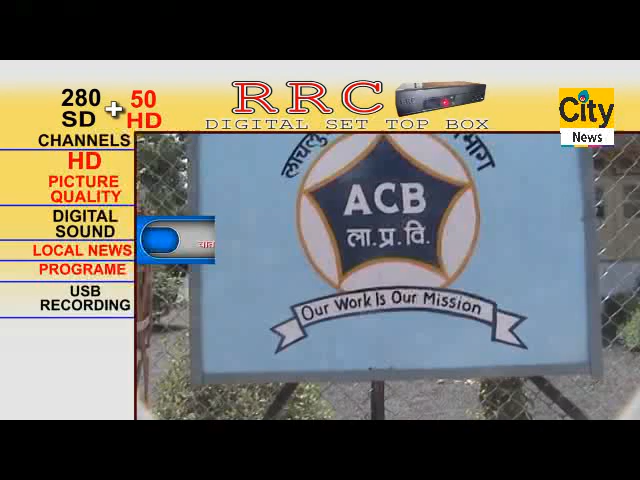 280 SD + 50 HD
CHANNELS
HD
PICTURE
QUALITY
DIGITAL
SOUND
LOCAL NEWS
PROGRAME
USB
RECORDING
RRC
DIGITAL SET TOP BOX
City
News
ACB
ला.प्र.वि.
Our Work Is Our Mission